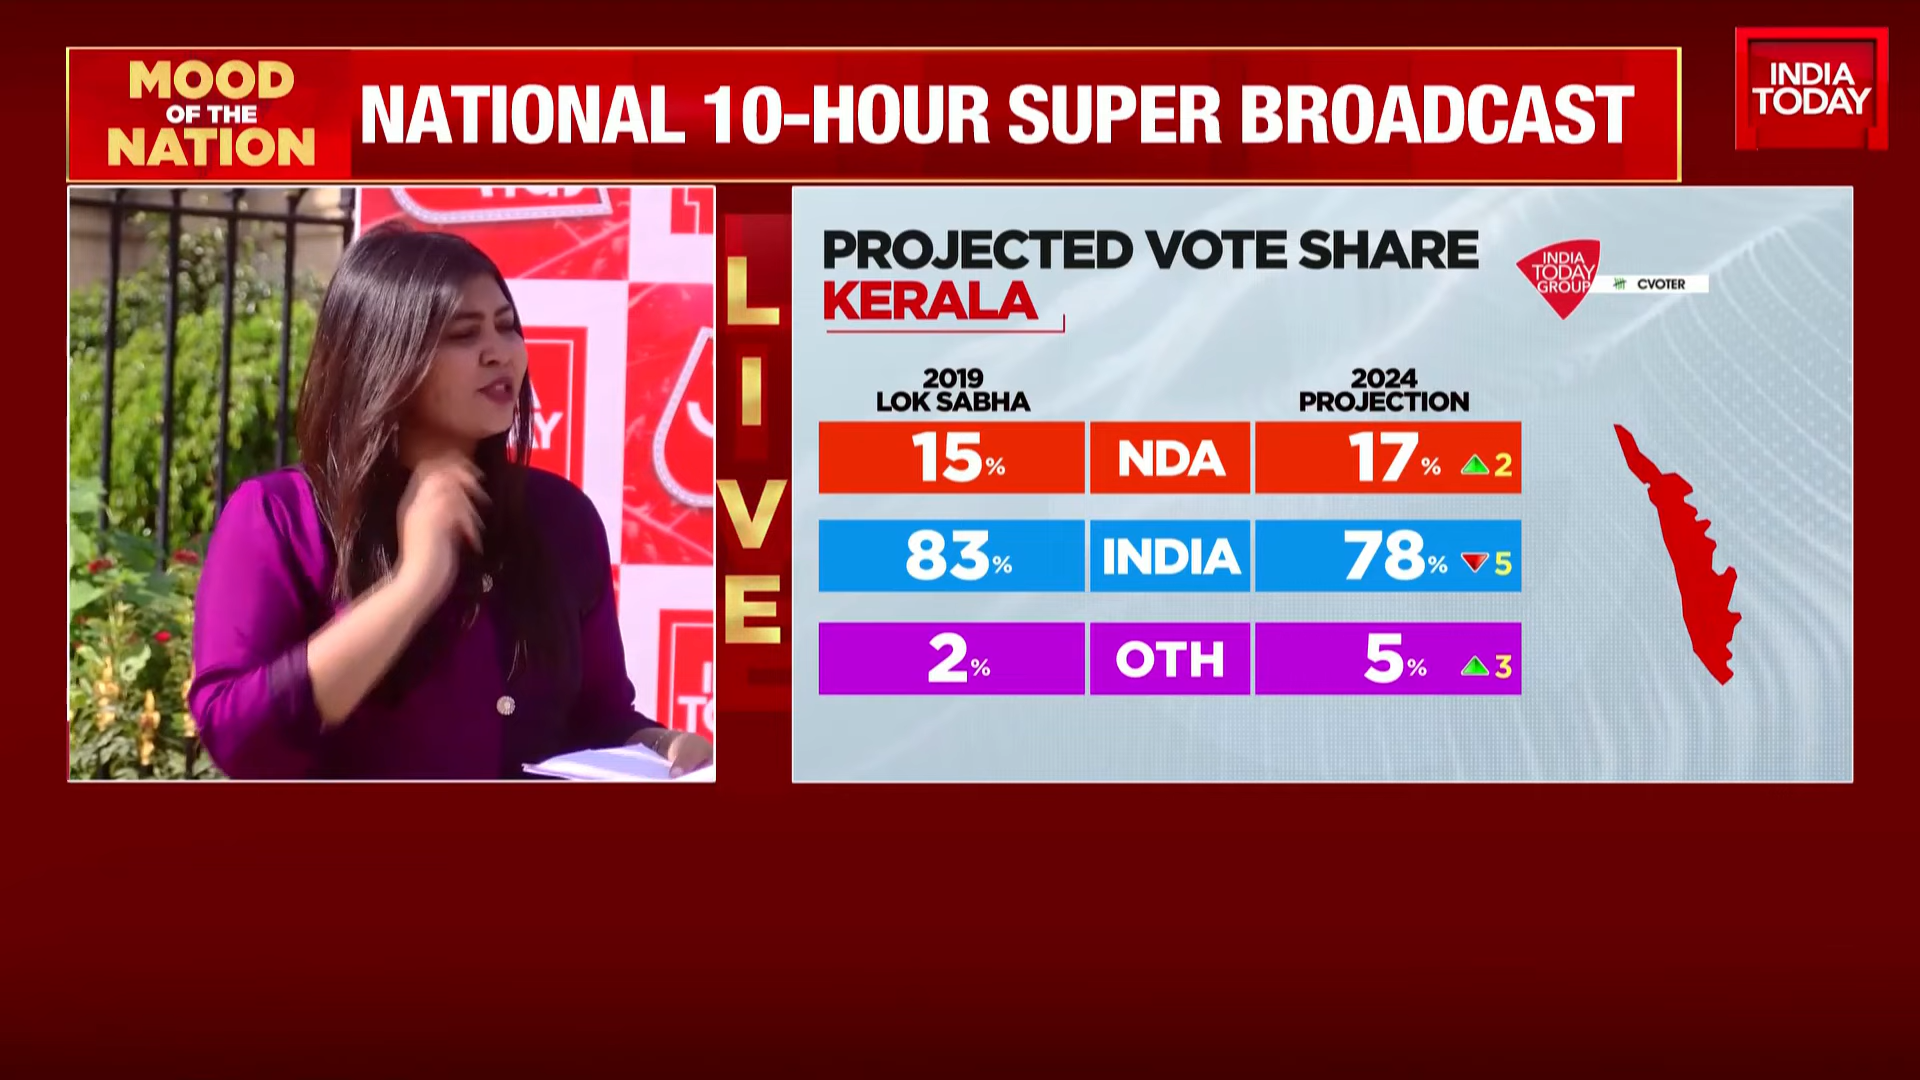 MOOD
OF THE
NATION
NATIONAL 10-HOUR SUPER BROADCAST
INDIA
TODAY
LIVE
PROJECTED VOTE SHARE
KERALA
INDIA
TODAY
GROUP
CVOTER
2019
LOK SABHA
2024
PROJECTION
15% NDA 17% 2
83% INDIA 78% 5
2% OTH 5% 3